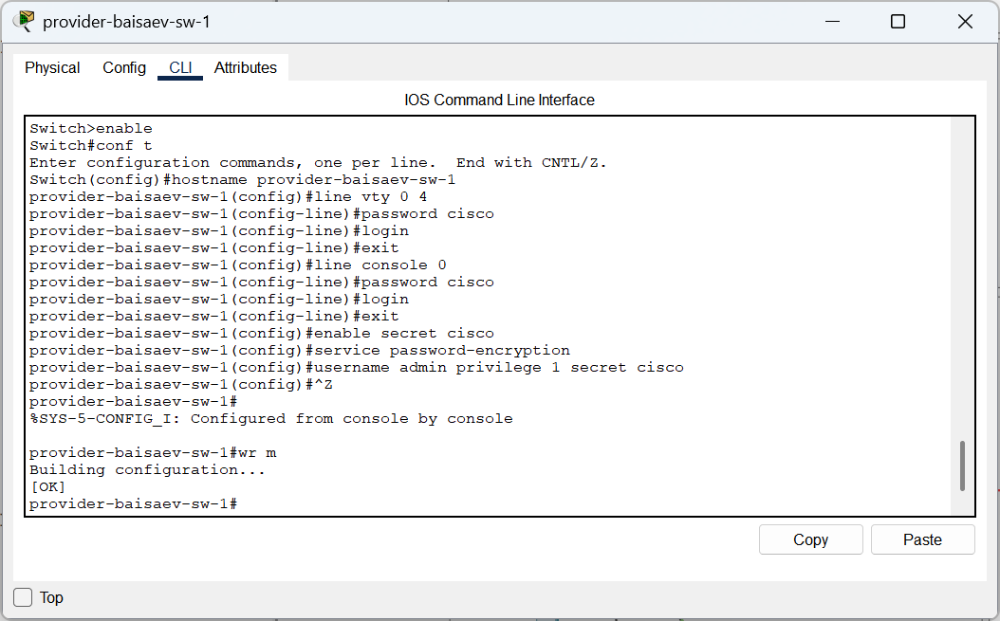 provider-baisaev-sw-1
Physical Config CLI Attributes
IOS Command Line Interface
Switch>enable
Switch#conf t
Enter configuration commands, one per line.  End with CNTL/Z.
Switch(config)#hostname provider-baisaev-sw-1
provider-baisaev-sw-1(config)#line vty 0 4
provider-baisaev-sw-1(config-line)#password cisco
provider-baisaev-sw-1(config-line)#login
provider-baisaev-sw-1(config-line)#exit
provider-baisaev-sw-1(config)#line console 0
provider-baisaev-sw-1(config-line)#password cisco
provider-baisaev-sw-1(config-line)#login
provider-baisaev-sw-1(config-line)#exit
provider-baisaev-sw-1(config)#enable secret cisco
provider-baisaev-sw-1(config)#service password-encryption
provider-baisaev-sw-1(config)#username admin privilege 1 secret cisco
provider-baisaev-sw-1(config)#^Z
provider-baisaev-sw-1#
%SYS-5-CONFIG_I: Configured from console by console
provider-baisaev-sw-1#wr m
Building configuration...
[OK]
provider-baisaev-sw-1#
Copy Paste
Top